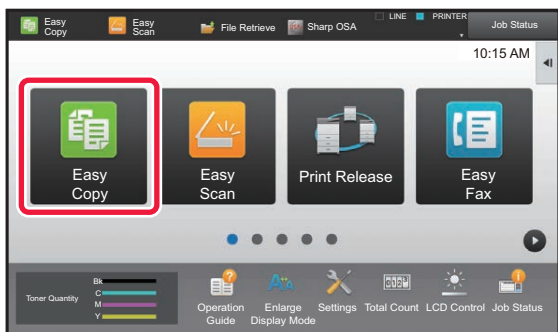 Easy
Copy
Easy
Scan
File Retrieve
Sharp OSA
LINE
PRINTER
Job Status
10:15 AM
Easy
Copy
Easy
Scan
Print Release
Easy
Fax
Toner Quantity
Bk
C
M
Y
Operation
Guide
Enlarge
Display Mode
Settings
Total Count
LCD Control
Job Status